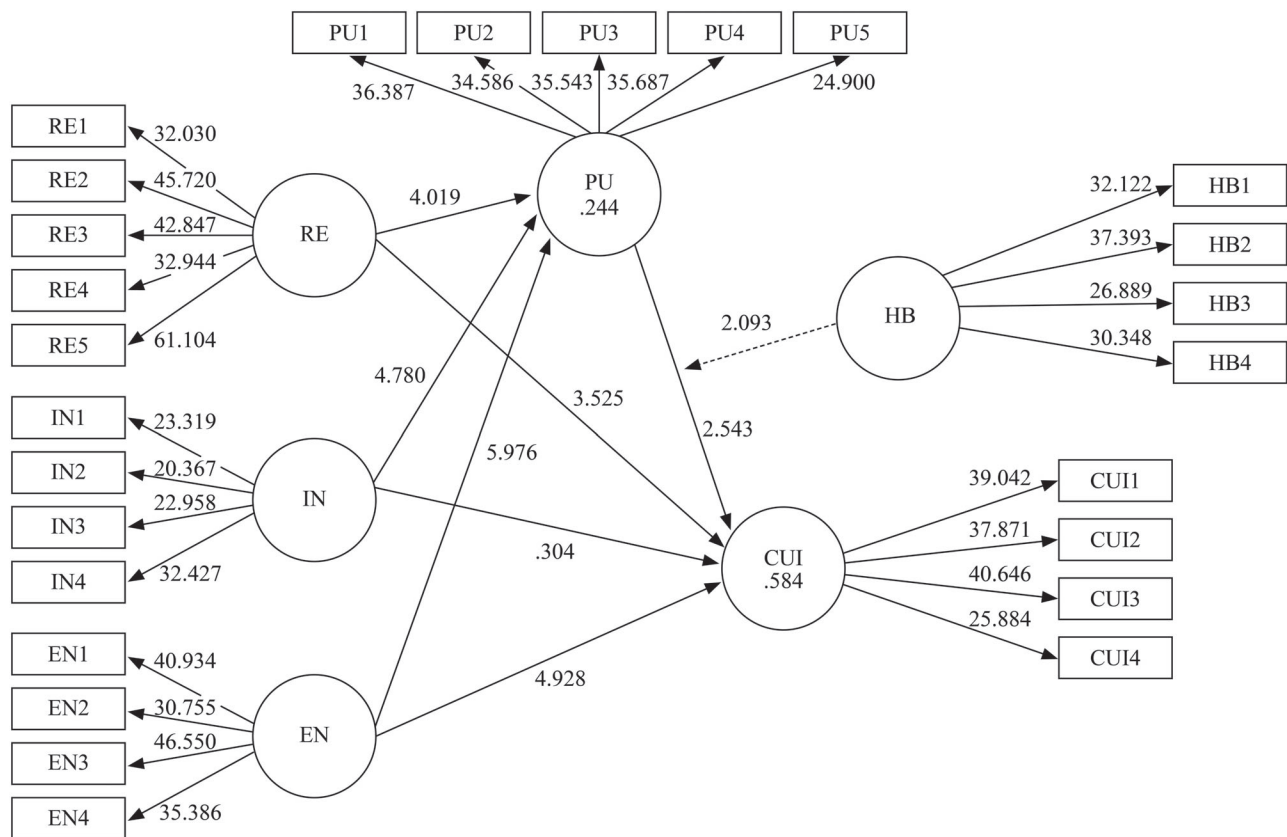 PU1
PU2
PU3
PU4
PU5
36.387
34.586
35.543
35.687
24.900
RE1
RE2
RE3
RE4
RE5
32.030
45.720
42.847
32.944
61.104
RE
4.019
PU
.244
HB
32.122
37.393
26.889
30.348
HB1
HB2
HB3
HB4
2.093
4.780
3.525
2.543
5.976
IN1
IN2
IN3
IN4
23.319
20.367
22.958
32.427
IN
.304
CUI
.584
39.042
37.871
40.646
25.884
CUI1
CUI2
CUI3
CUI4
EN1
EN2
EN3
EN4
40.934
30.755
46.550
35.386
EN
4.928